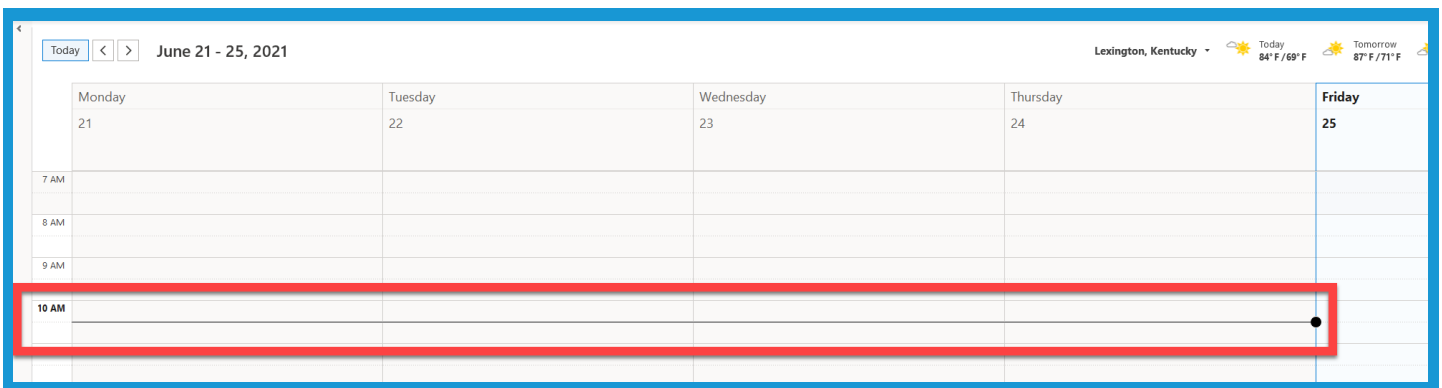 Today < > June 21 - 25, 2021
Lexington, Kentucky
Today
84° F / 69° F
Tomorrow
87° F / 71° F
Monday Tuesday Wednesday Thursday Friday
21 22 23 24 25
7 AM
8 AM
9 AM
10 AM